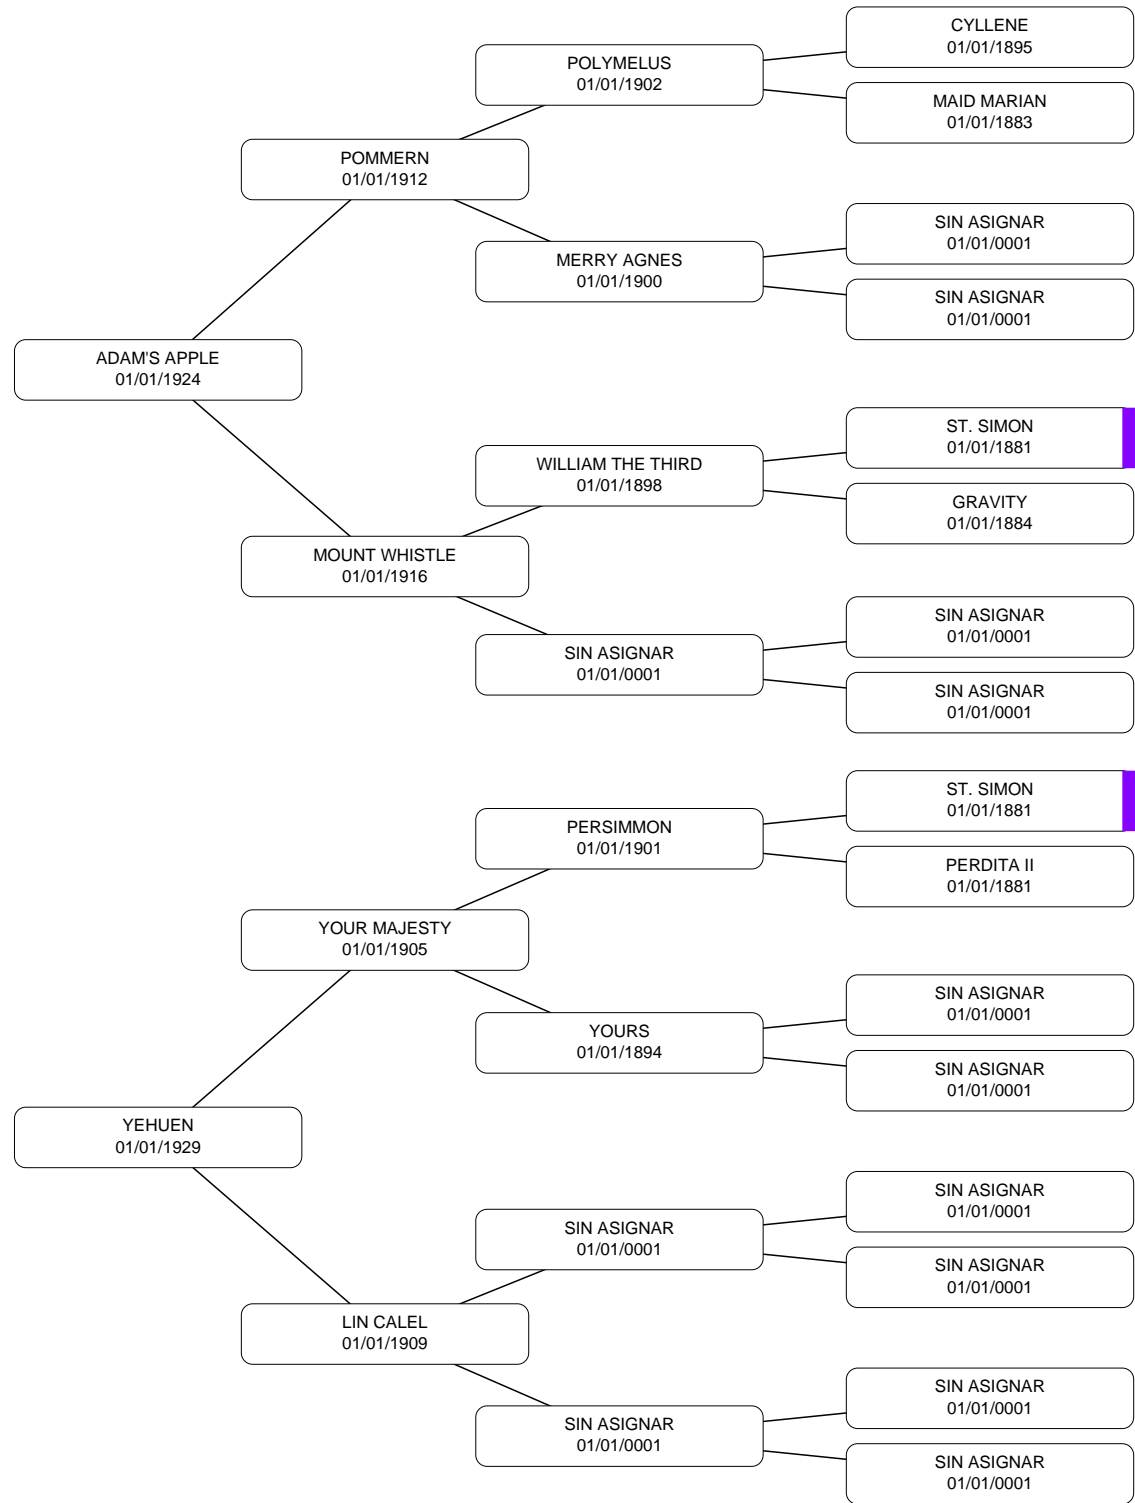 CYLLENE
01/01/1895
POLYMELUS
01/01/1902
MAID MARIAN
01/01/1883
POMMERN
01/01/1912
SIN ASIGNAR
01/01/0001
MERRY AGNES
01/01/1900
SIN ASIGNAR
01/01/0001
ADAM'S APPLE
01/01/1924
ST. SIMON
01/01/1881
WILLIAM THE THIRD
01/01/1898
GRAVITY
01/01/1884
MOUNT WHISTLE
01/01/1916
SIN ASIGNAR
01/01/0001
SIN ASIGNAR
01/01/0001
SIN ASIGNAR
01/01/0001
ST. SIMON
01/01/1881
PERSIMMON
01/01/1901
PERDITA II
01/01/1881
YOUR MAJESTY
01/01/1905
SIN ASIGNAR
01/01/0001
YOURS
01/01/1894
SIN ASIGNAR
01/01/0001
YEHUEN
01/01/1929
SIN ASIGNAR
01/01/0001
SIN ASIGNAR
01/01/0001
SIN ASIGNAR
01/01/0001
LIN CALEL
01/01/1909
SIN ASIGNAR
01/01/0001
SIN ASIGNAR
01/01/0001
SIN ASIGNAR
01/01/0001